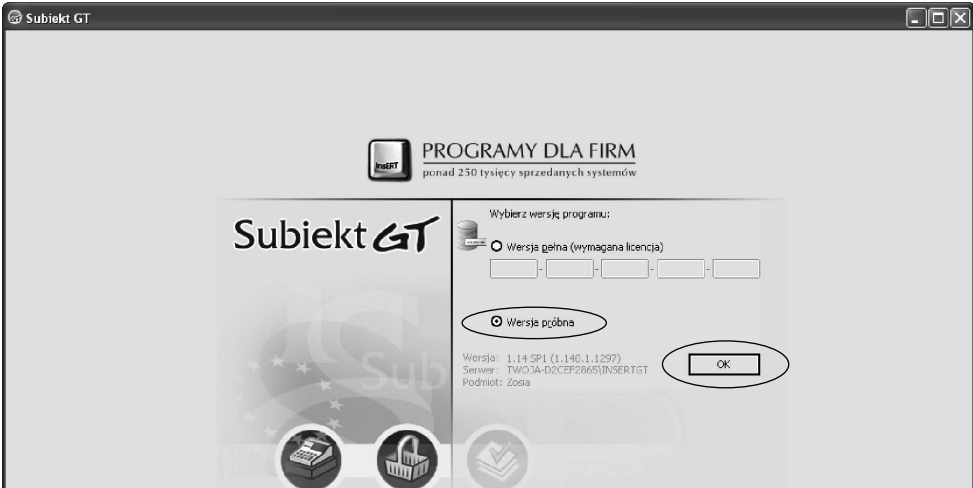 Subiekt GT
InsERT
PROGRAMY DLA FIRM
ponad 250 tysięcy sprzedanych systemów
Subiekt GT
Wybierz wersję programu:
Wersja pełna (wymagana licencja)
- - - -
Wersja próbna
Wersja: 1.14 SP1 (1.140.1.1297)
Serwer: TWOJA-D2CEF2865\INSERTGT
Podmiot: Zosia
OK
Sub